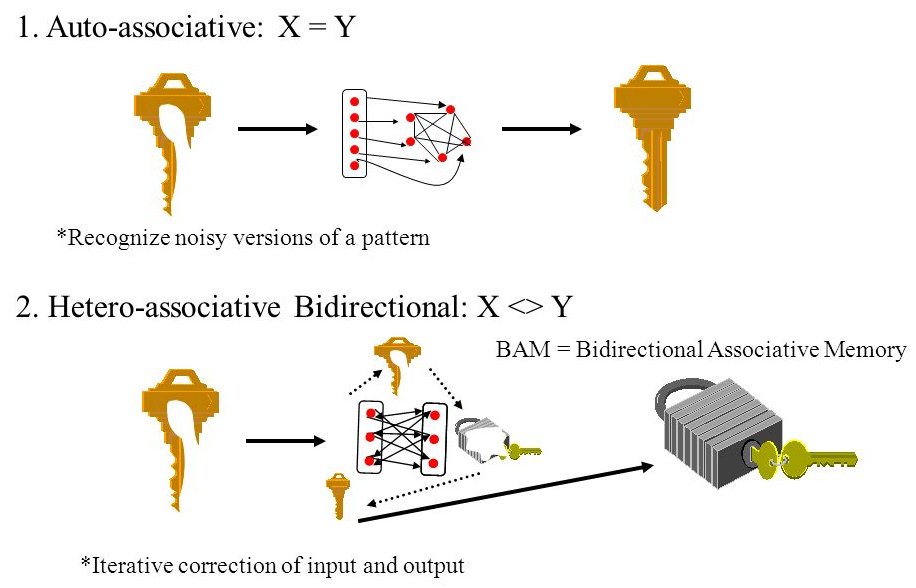 1. Auto-associative: X = Y
*Recognize noisy versions of a pattern
2. Hetero-associative Bidirectional: X <> Y
BAM = Bidirectional Associative Memory
*Iterative correction of input and output